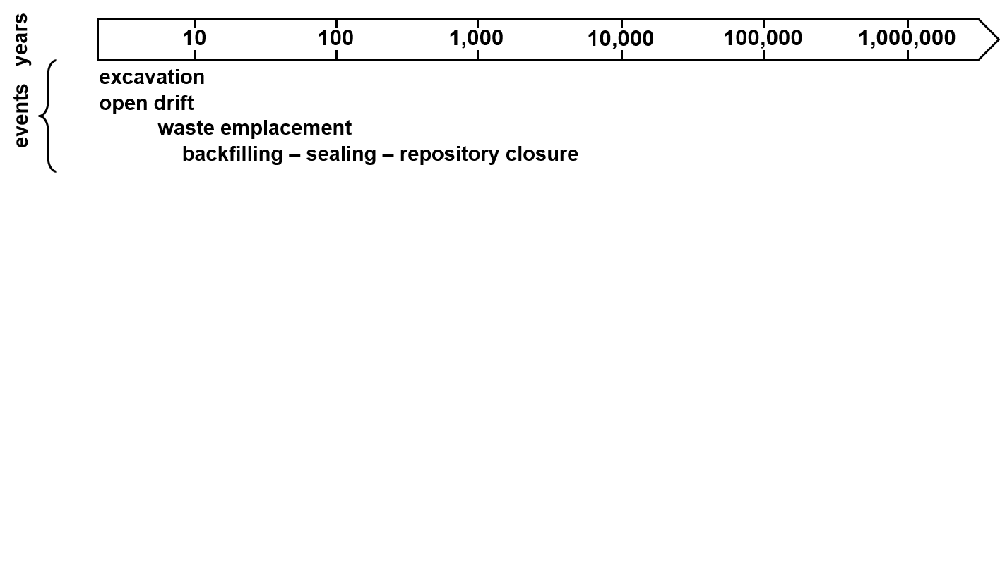 years
10 100 1,000 10,000 100,000 1,000,000
events
excavation
open drift
waste emplacement
backfilling – sealing – repository closure